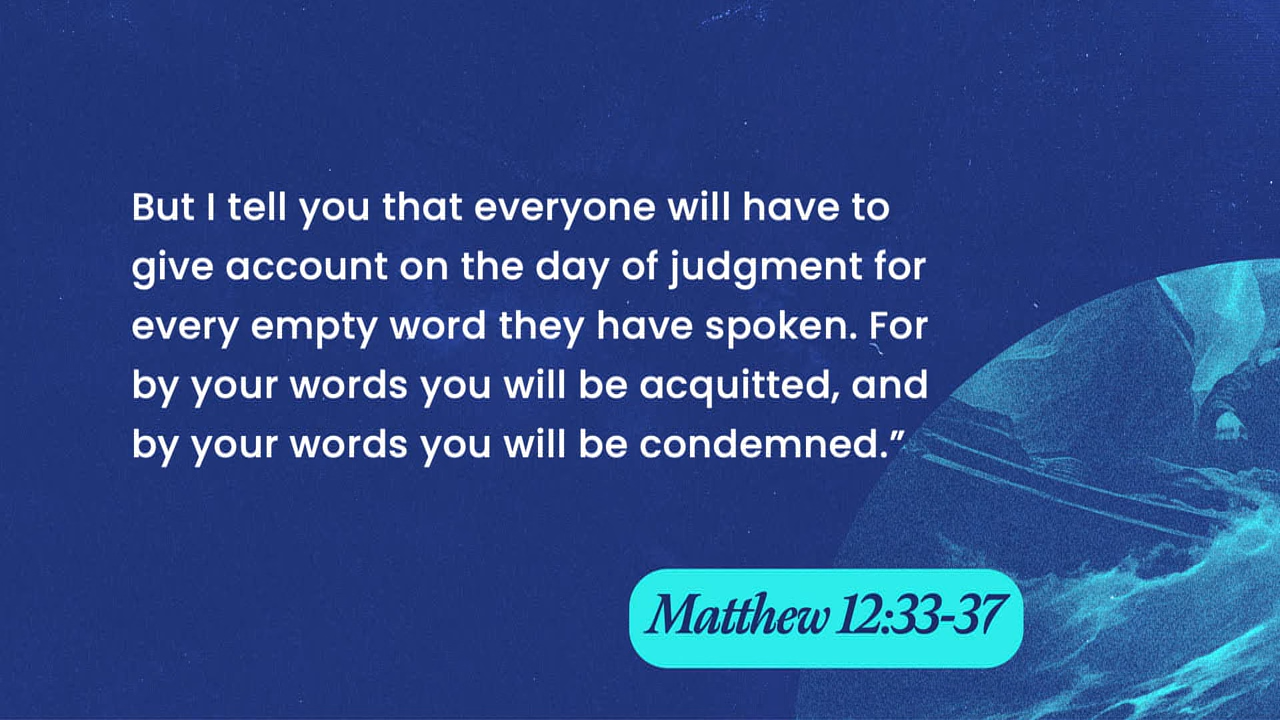 But I tell you that everyone will have to
give account on the day of judgment for
every empty word they have spoken. For
by your words you will be acquitted, and
by your words you will be condemned.”
Matthew 12:33-37